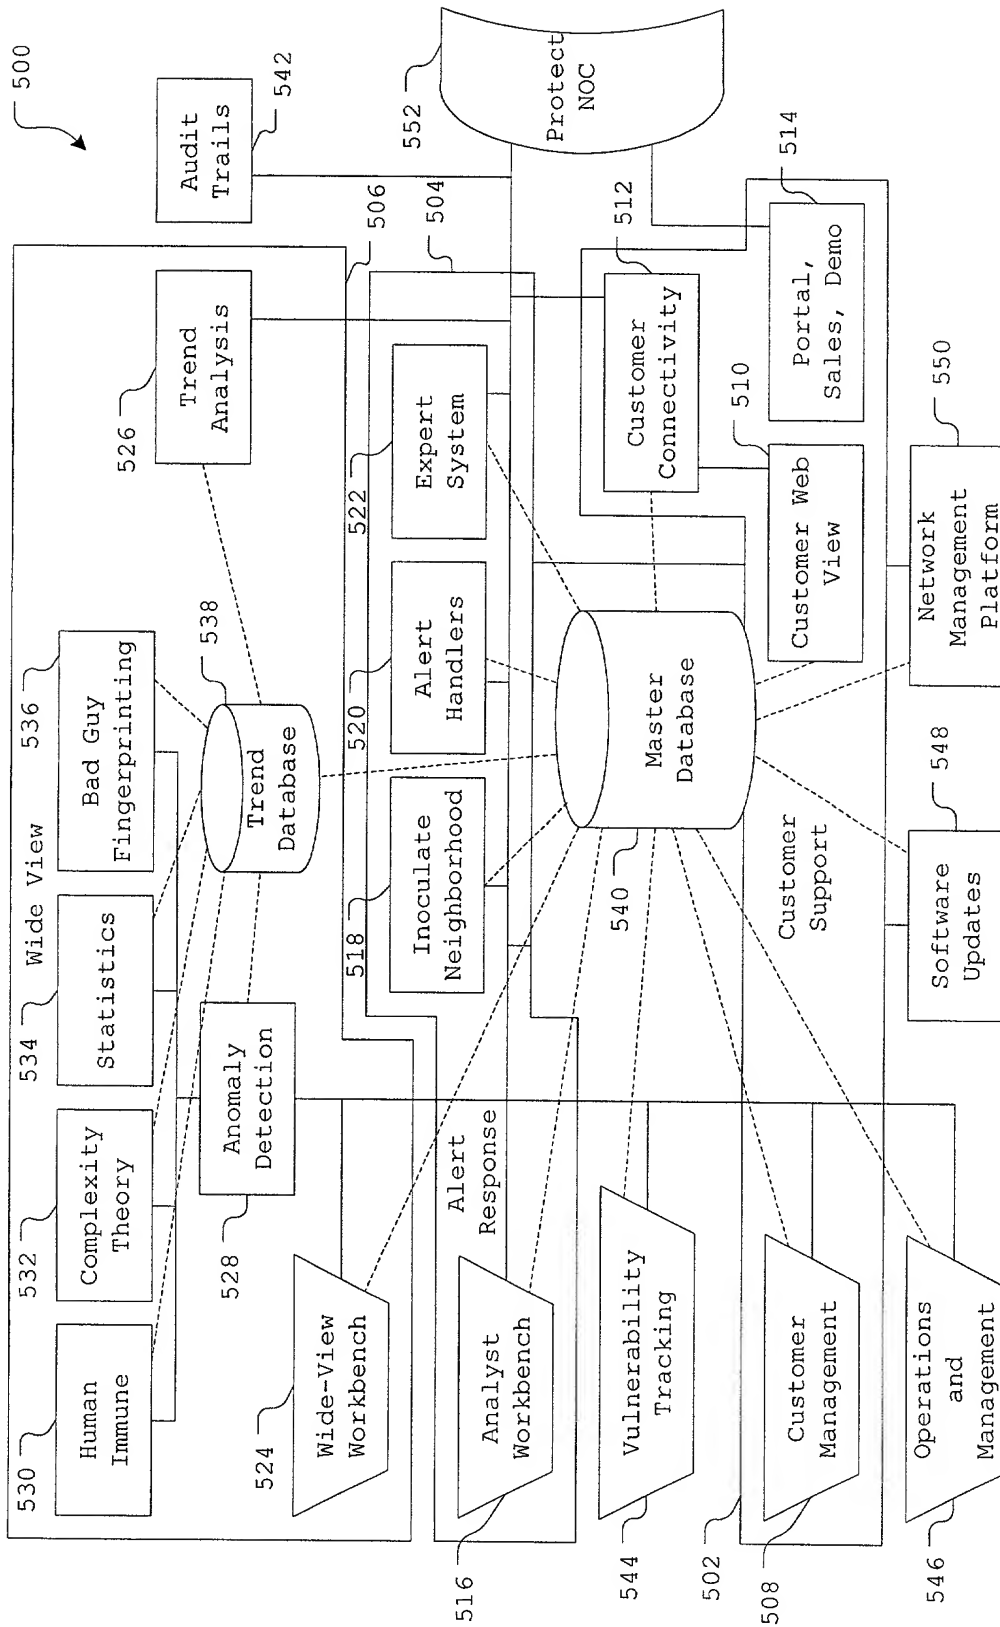 500
Audit
Trails
542
552
Protect
NOC
Wide View
530
Human
Immune
532
Complexity
Theory
534
Statistics
536
Bad Guy
Fingerprinting
526
Trend
Analysis
528
Anomaly
Detection
538
Trend
Database
506
504
524
Wide-View
Workbench
518
Inoculate
Neighborhood
520
Alert
Handlers
522
Expert
System
Alert
Response
516
Analyst
Workbench
512
Customer
Connectivity
540
Master
Database
544
Vulnerability
Tracking
514
Portal,
Sales, Demo
510
Customer Web
View
Customer
Support
502
508
Customer
Management
550
Network
Management
Platform
548
Software
Updates
546
Operations
and
Management